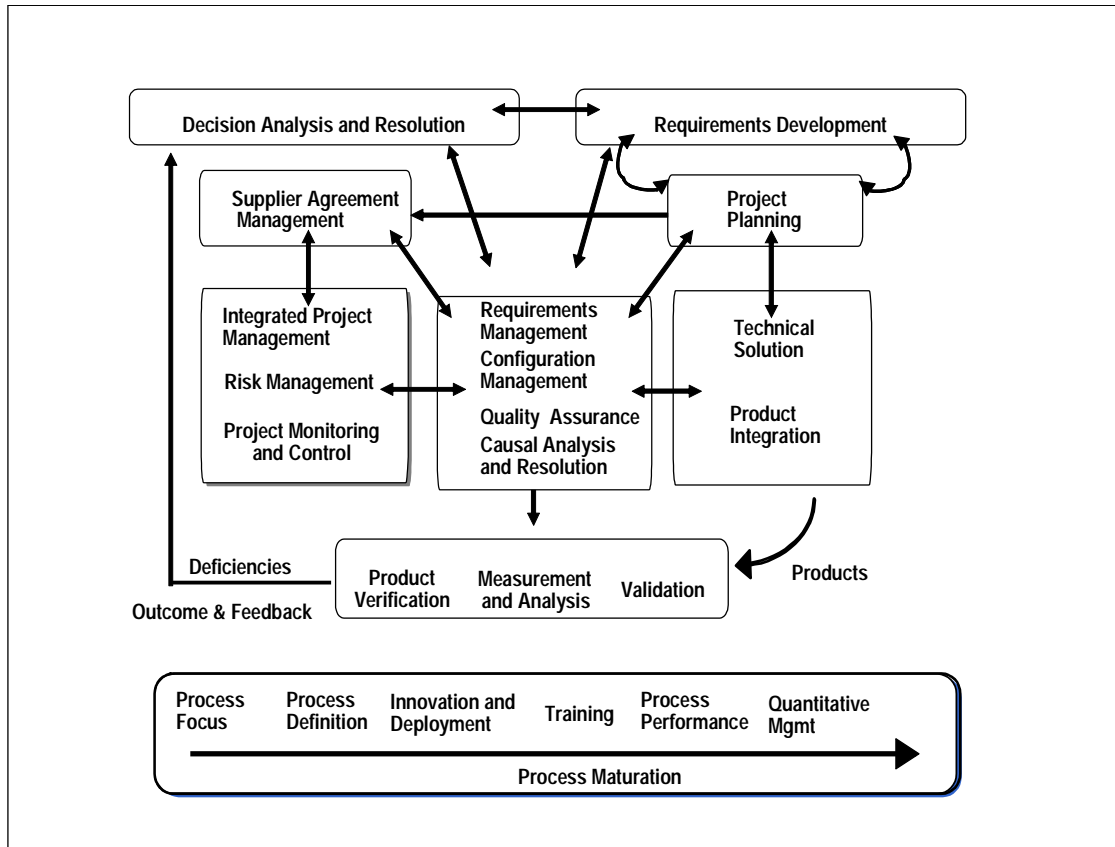 Decision Analysis and Resolution
Requirements Development
Supplier Agreement
Management
Project
Planning
Integrated Project
Management
Risk Management
Project Monitoring
and Control
Requirements
Management
Configuration
Management
Quality Assurance
Causal Analysis
and Resolution
Technical
Solution
Product
Integration
Deficiencies
Outcome & Feedback
Product
Verification
Measurement
and Analysis
Validation
Products
Process
Focus
Process
Definition
Innovation and
Deployment
Training
Process
Performance
Quantitative
Mgmt
Process Maturation